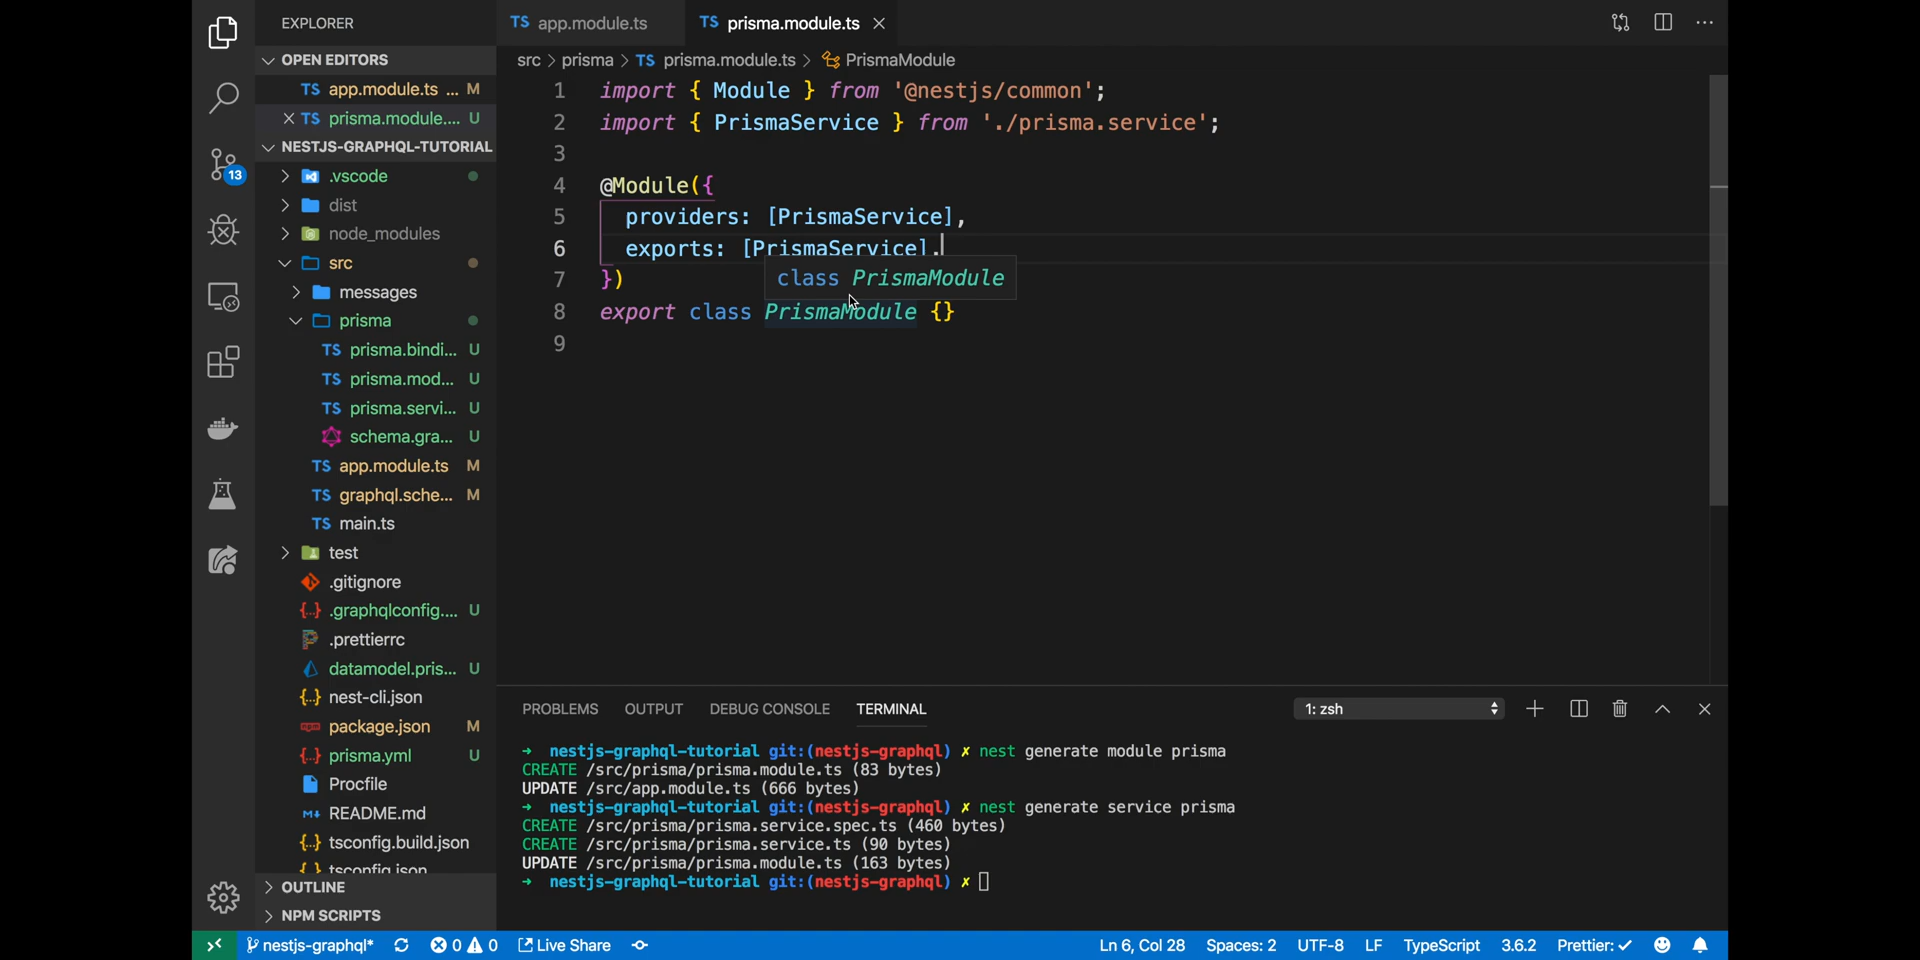 EXPLORER
OPEN EDITORS
TS app.module.ts ... M
TS prisma.module.... U
NESTJS-GRAPHQL-TUTORIAL
.vscode
dist
node_modules
src
messages
prisma
TS prisma.bindi... U
TS prisma.mod... U
TS prisma.servi... U
schema.gra... U
TS app.module.ts M
TS graphql.sche... M
TS main.ts
test
.gitignore
{..} .graphqlconfig.... U
.prettierrc
datamodel.pris... U
{..} nest-cli.json
package.json M
{..} prisma.yml U
Procfile
README.md
{..} tsconfig.build.json
{..} tsconfig.json
OUTLINE
NPM SCRIPTS
13
TS app.module.ts
TS prisma.module.ts
src > prisma > TS prisma.module.ts > PrismaModule
1 import { Module } from '@nestjs/common';
2 import { PrismaService } from './prisma.service';
3
4 @Module({
5 providers: [PrismaService],
6 exports: [PrismaService],
7 })
class PrismaModule
8 export class PrismaModule {}
9
PROBLEMS OUTPUT DEBUG CONSOLE TERMINAL 1: zsh
→ nestjs-graphql-tutorial git:(nestjs-graphql) ✗ nest generate module prisma
CREATE /src/prisma/prisma.module.ts (83 bytes)
UPDATE /src/app.module.ts (666 bytes)
→ nestjs-graphql-tutorial git:(nestjs-graphql) ✗ nest generate service prisma
CREATE /src/prisma/prisma.service.spec.ts (460 bytes)
CREATE /src/prisma/prisma.service.ts (90 bytes)
UPDATE /src/prisma/prisma.module.ts (163 bytes)
→ nestjs-graphql-tutorial git:(nestjs-graphql) ✗
nestjs-graphql* 0 0 Live Share Ln 6, Col 28 Spaces: 2 UTF-8 LF TypeScript 3.6.2 Prettier: ✓